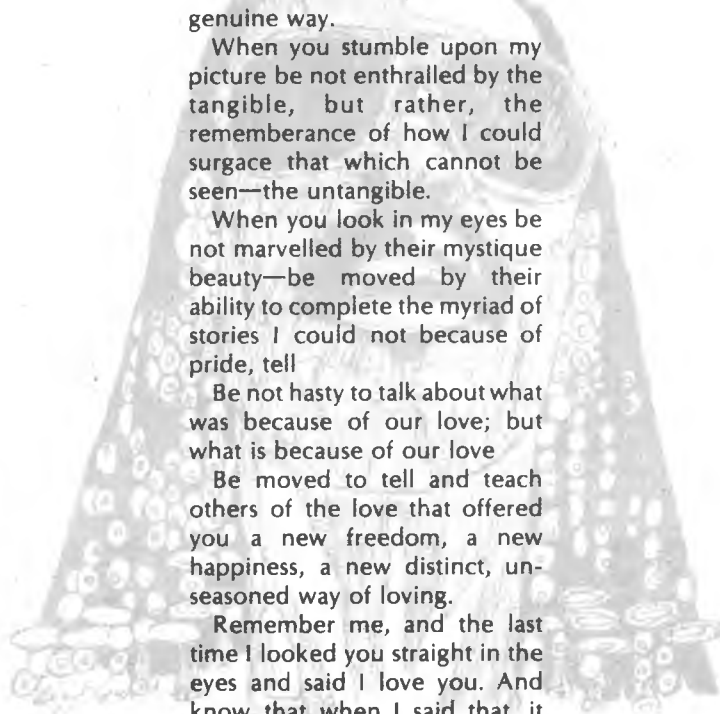 genuine way.
When you stumble upon my
picture be not enthralled by the
tangible, but rather, the
rememberance of how I could
surgace that which cannot be
seen—the untangible.
When you look in my eyes be
not marvelled by their mystique
beauty—be moved by their
ability to complete the myriad of
stories I could not because of
pride, tell
Be not hasty to talk about what
was because of our love; but
what is because of our love
Be moved to tell and teach
others of the love that offered
you a new freedom, a new
happiness, a new distinct, un-
seasoned way of loving.
Remember me, and the last
time I looked you straight in the
eyes and said I love you. And
know that when I said that, it